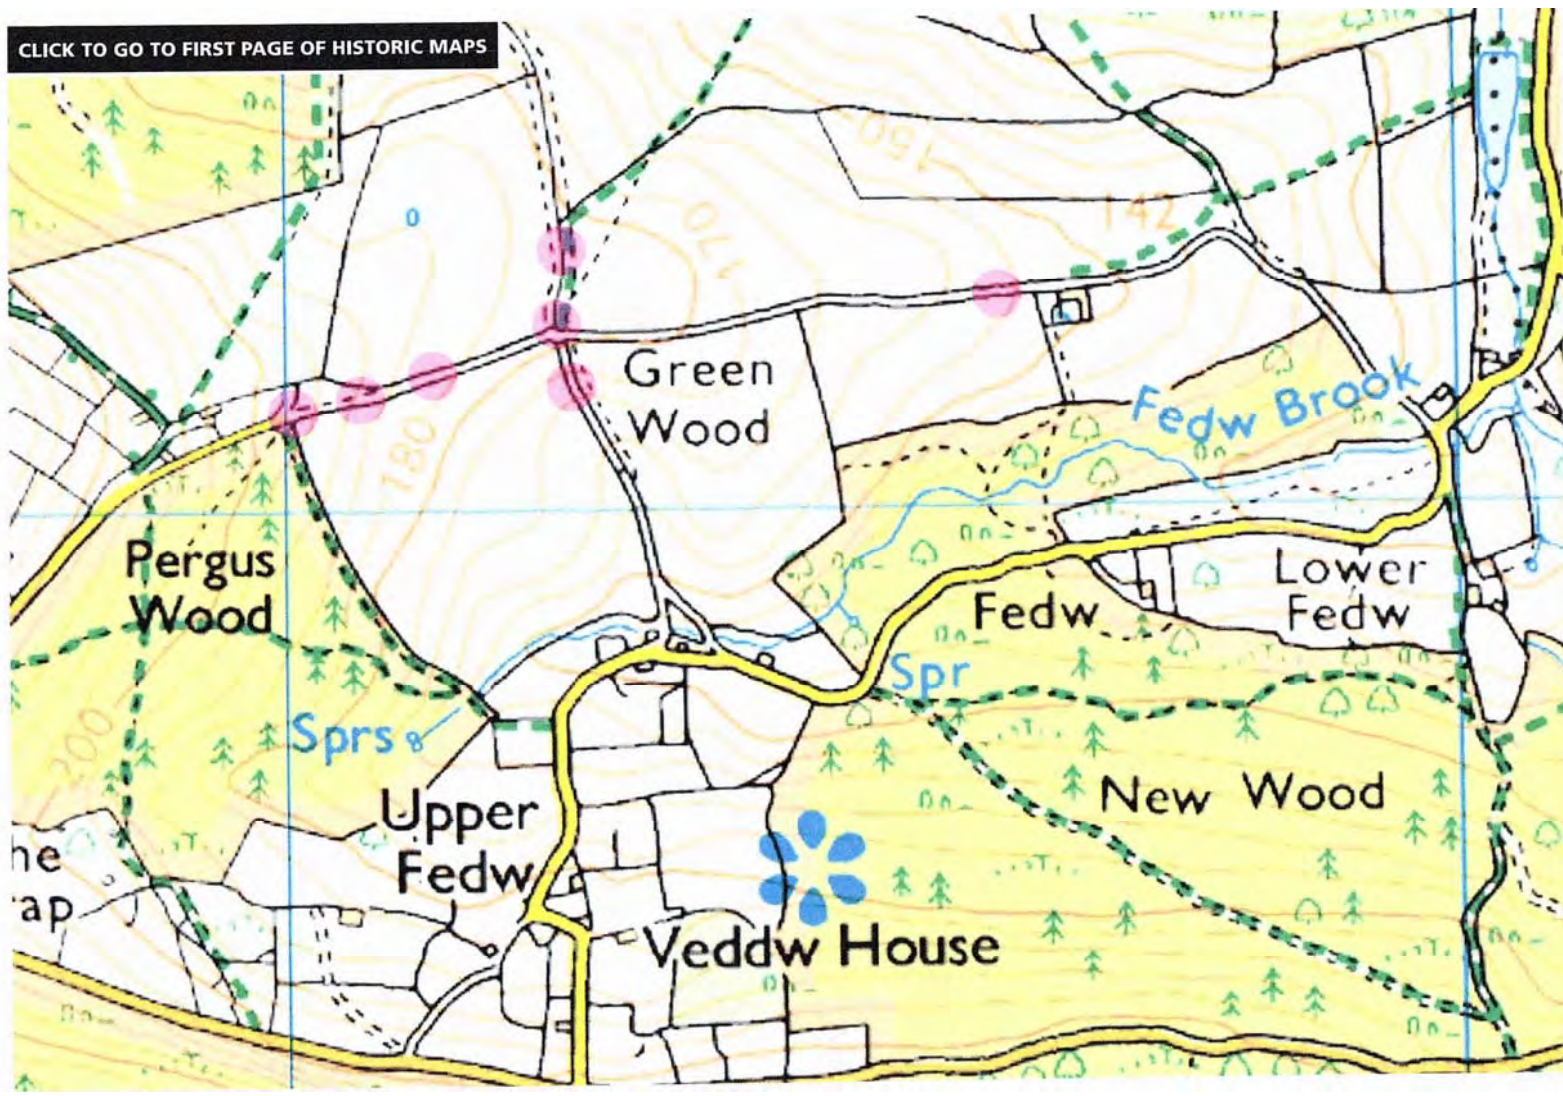 CLICK TO GO TO FIRST PAGE OF HISTORIC MAPS
150
170
142
Green
Wood
180
Fedw Brook
Pergus
Wood
Fedw
Lower
Fedw
Spr
Sprs
200
New Wood
Upper
Fedw
he
ap
Veddw House